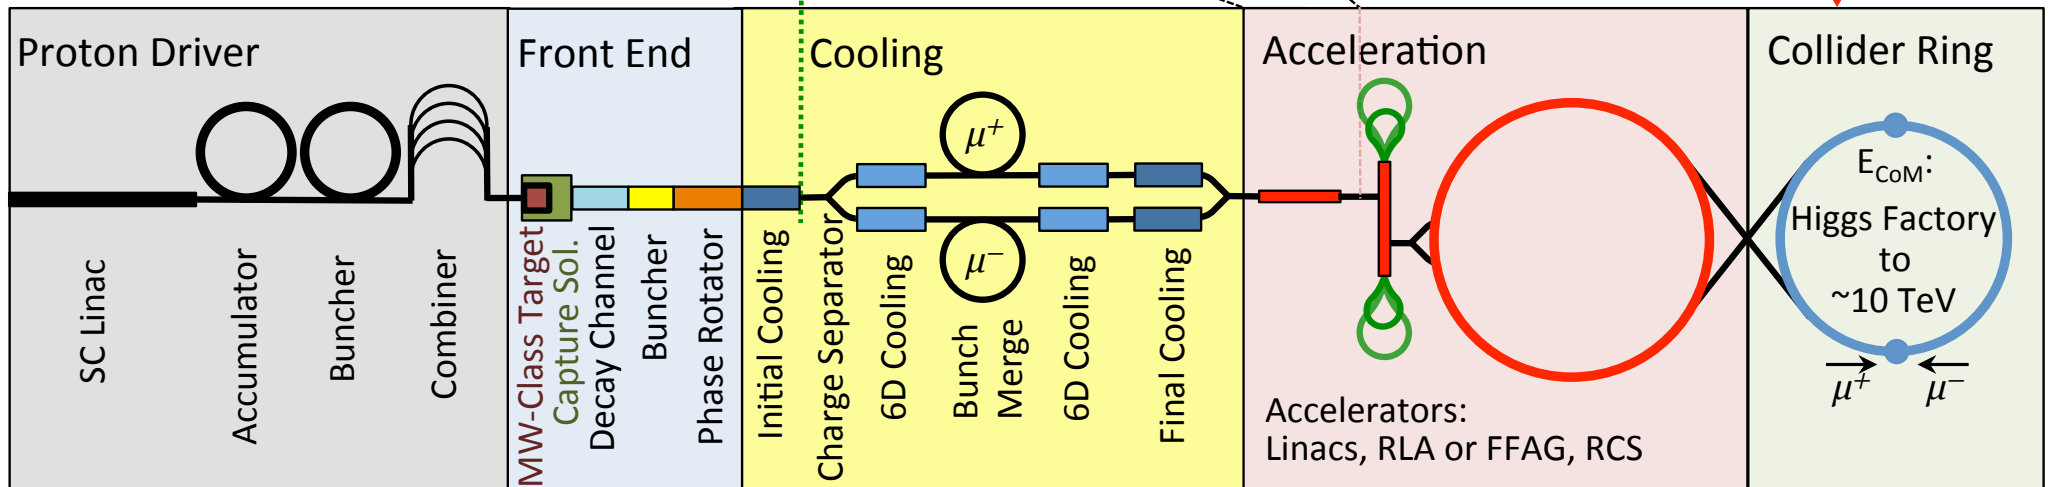 Proton Driver
SC Linac
Accumulator
Buncher
Combiner
Front End
MW-Class Target
Capture Sol.
Decay Channel
Buncher
Phase Rotator
Cooling
μ+
μ−
Initial Cooling
Charge Separator
6D Cooling
Bunch
Merge
6D Cooling
Final Cooling
Acceleration
Accelerators:
Linacs, RLA or FFAG, RCS
Collider Ring
ECoM:
Higgs Factory
to
~10 TeV
μ+ μ−